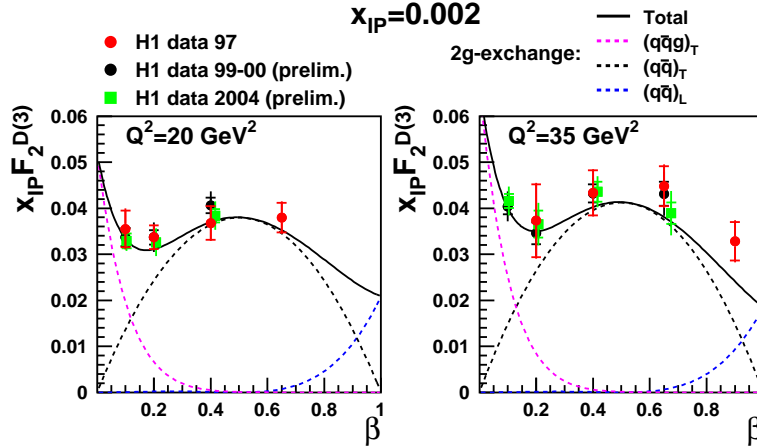 x_IP=0.002
H1 data 97
H1 data 99-00 (prelim.)
H1 data 2004 (prelim.)
2g-exchange:
Total
(qq̄g)_T
(qq̄)_T
(qq̄)_L
x_IP F_2^D(3)
Q²=20 GeV²
0.06
0.05
0.04
0.03
0.02
0.01
0
0.2 0.4 0.6 0.8 1
β
x_IP F_2^D(3)
Q²=35 GeV²
0.06
0.05
0.04
0.03
0.02
0.01
0
0.2 0.4 0.6 0.8
β